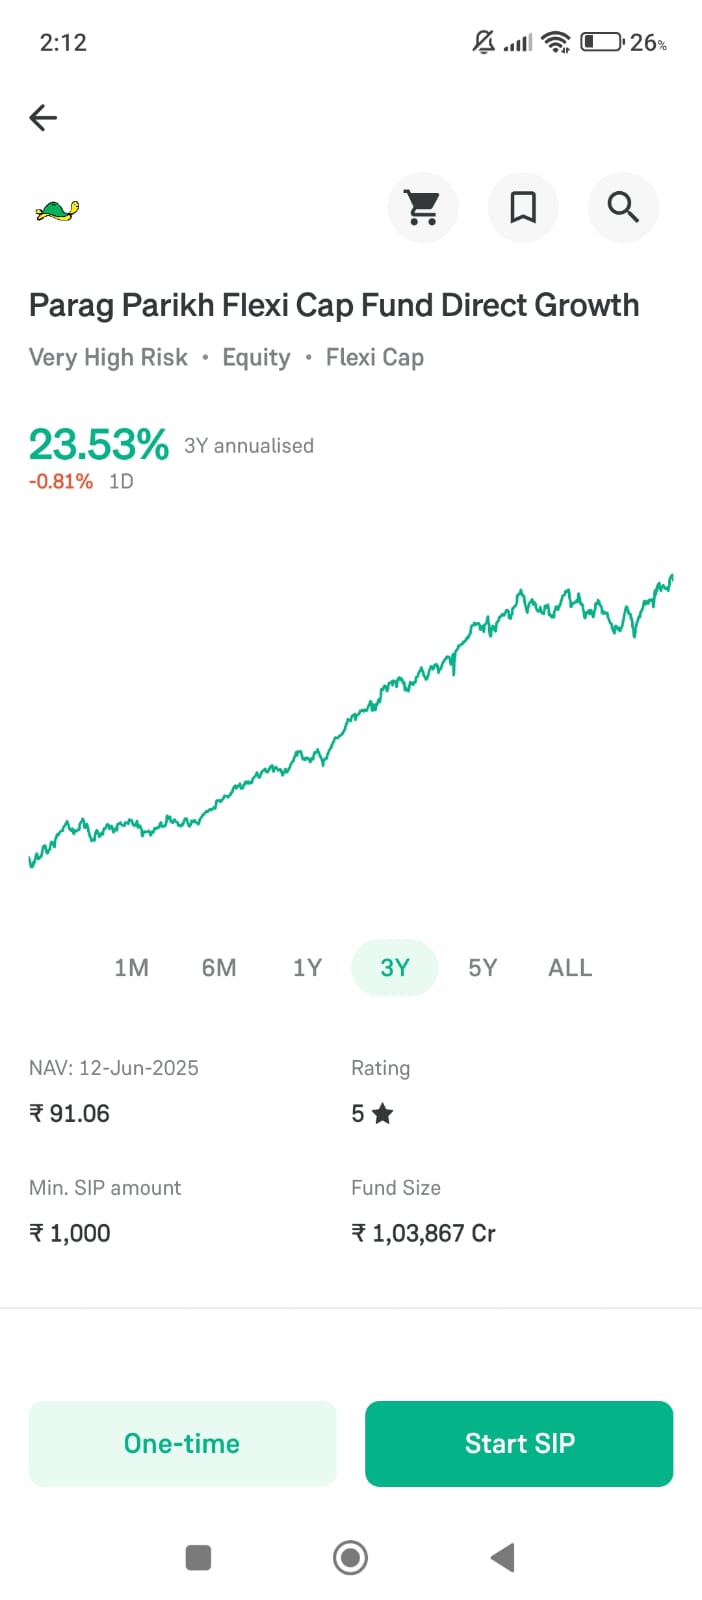 2:12 26%
Parag Parikh Flexi Cap Fund Direct Growth
Very High Risk • Equity • Flexi Cap
23.53% 3Y annualised
-0.81% 1D
1M 6M 1Y 3Y 5Y ALL
NAV: 12-Jun-2025 Rating
₹ 91.06 5 ★
Min. SIP amount Fund Size
₹ 1,000 ₹ 1,03,867 Cr
One-time Start SIP